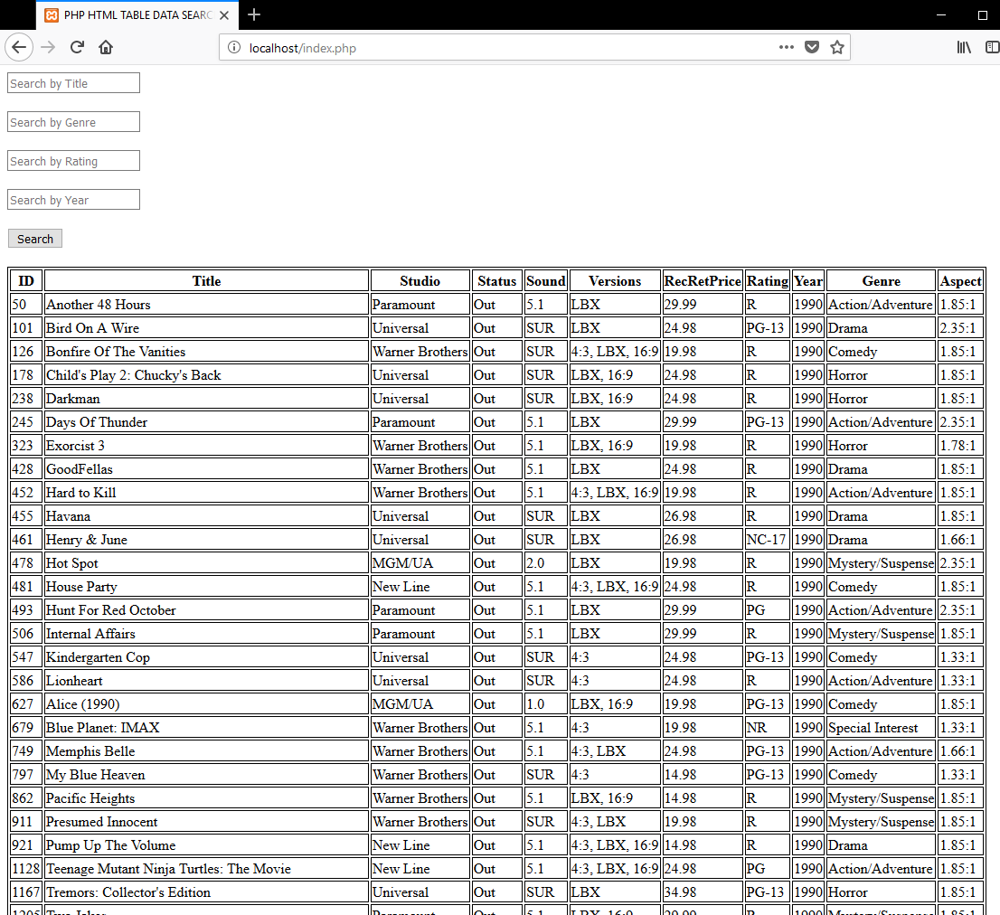 PHP HTML TABLE DATA SEARC
localhost/index.php
Search by Title
Search by Genre
Search by Rating
Search by Year
Search
ID Title Studio Status Sound Versions RecRetPrice Rating Year Genre Aspect
50 Another 48 Hours Paramount Out 5.1 LBX 29.99 R 1990 Action/Adventure 1.85:1
101 Bird On A Wire Universal Out SUR LBX 24.98 PG-13 1990 Drama 2.35:1
126 Bonfire Of The Vanities Warner Brothers Out SUR 4:3, LBX, 16:9 19.98 R 1990 Comedy 1.85:1
178 Child's Play 2: Chucky's Back Universal Out SUR LBX, 16:9 24.98 R 1990 Horror 1.85:1
238 Darkman Universal Out SUR LBX, 16:9 24.98 R 1990 Horror 1.85:1
245 Days Of Thunder Paramount Out 5.1 LBX 29.99 PG-13 1990 Action/Adventure 2.35:1
323 Exorcist 3 Warner Brothers Out 5.1 LBX, 16:9 19.98 R 1990 Horror 1.78:1
428 GoodFellas Warner Brothers Out 5.1 LBX 24.98 R 1990 Drama 1.85:1
452 Hard to Kill Warner Brothers Out 5.1 4:3, LBX, 16:9 19.98 R 1990 Action/Adventure 1.85:1
455 Havana Universal Out SUR LBX 26.98 R 1990 Drama 1.85:1
461 Henry & June Universal Out SUR LBX 26.98 NC-17 1990 Drama 1.66:1
478 Hot Spot MGM/UA Out 2.0 LBX 19.98 R 1990 Mystery/Suspense 2.35:1
481 House Party New Line Out 5.1 4:3, LBX, 16:9 24.98 R 1990 Comedy 1.85:1
493 Hunt For Red October Paramount Out 5.1 LBX 29.99 PG 1990 Action/Adventure 2.35:1
506 Internal Affairs Paramount Out 5.1 LBX 29.99 R 1990 Mystery/Suspense 1.85:1
547 Kindergarten Cop Universal Out SUR 4:3 24.98 PG-13 1990 Comedy 1.33:1
586 Lionheart Universal Out SUR 4:3 24.98 R 1990 Action/Adventure 1.33:1
627 Alice (1990) MGM/UA Out 1.0 LBX, 16:9 19.98 PG-13 1990 Comedy 1.85:1
679 Blue Planet: IMAX Warner Brothers Out 5.1 4:3 19.98 NR 1990 Special Interest 1.33:1
749 Memphis Belle Warner Brothers Out 5.1 4:3, LBX 24.98 PG-13 1990 Action/Adventure 1.66:1
797 My Blue Heaven Warner Brothers Out SUR 4:3 14.98 PG-13 1990 Comedy 1.33:1
862 Pacific Heights Warner Brothers Out 5.1 LBX, 16:9 14.98 R 1990 Mystery/Suspense 1.85:1
911 Presumed Innocent Warner Brothers Out SUR 4:3, LBX 19.98 R 1990 Mystery/Suspense 1.85:1
921 Pump Up The Volume New Line Out 5.1 4:3, LBX, 16:9 14.98 R 1990 Drama 1.85:1
1128 Teenage Mutant Ninja Turtles: The Movie New Line Out 5.1 4:3, LBX, 16:9 24.98 PG 1990 Action/Adventure 1.85:1
1167 Tremors: Collector's Edition Universal Out SUR LBX 34.98 PG-13 1990 Horror 1.85:1